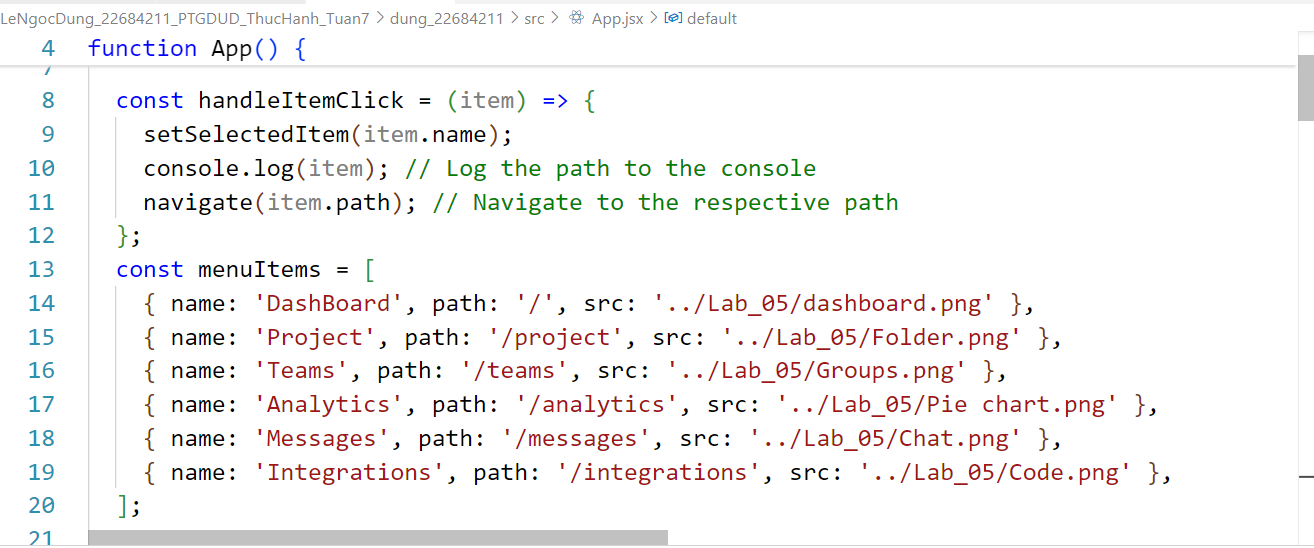 LeNgocDung_22684211_PTGDUD_ThucHanh_Tuan7 > dung_22684211 > src > App.jsx > default
4 function App() {
7
8 const handleItemClick = (item) => {
9 setSelectedItem(item.name);
10 console.log(item); // Log the path to the console
11 navigate(item.path); // Navigate to the respective path
12 };
13 const menuItems = [
14 { name: 'DashBoard', path: '/', src: '../Lab_05/dashboard.png' },
15 { name: 'Project', path: '/project', src: '../Lab_05/Folder.png' },
16 { name: 'Teams', path: '/teams', src: '../Lab_05/Groups.png' },
17 { name: 'Analytics', path: '/analytics', src: '../Lab_05/Pie chart.png' },
18 { name: 'Messages', path: '/messages', src: '../Lab_05/Chat.png' },
19 { name: 'Integrations', path: '/integrations', src: '../Lab_05/Code.png' },
20 ];
21